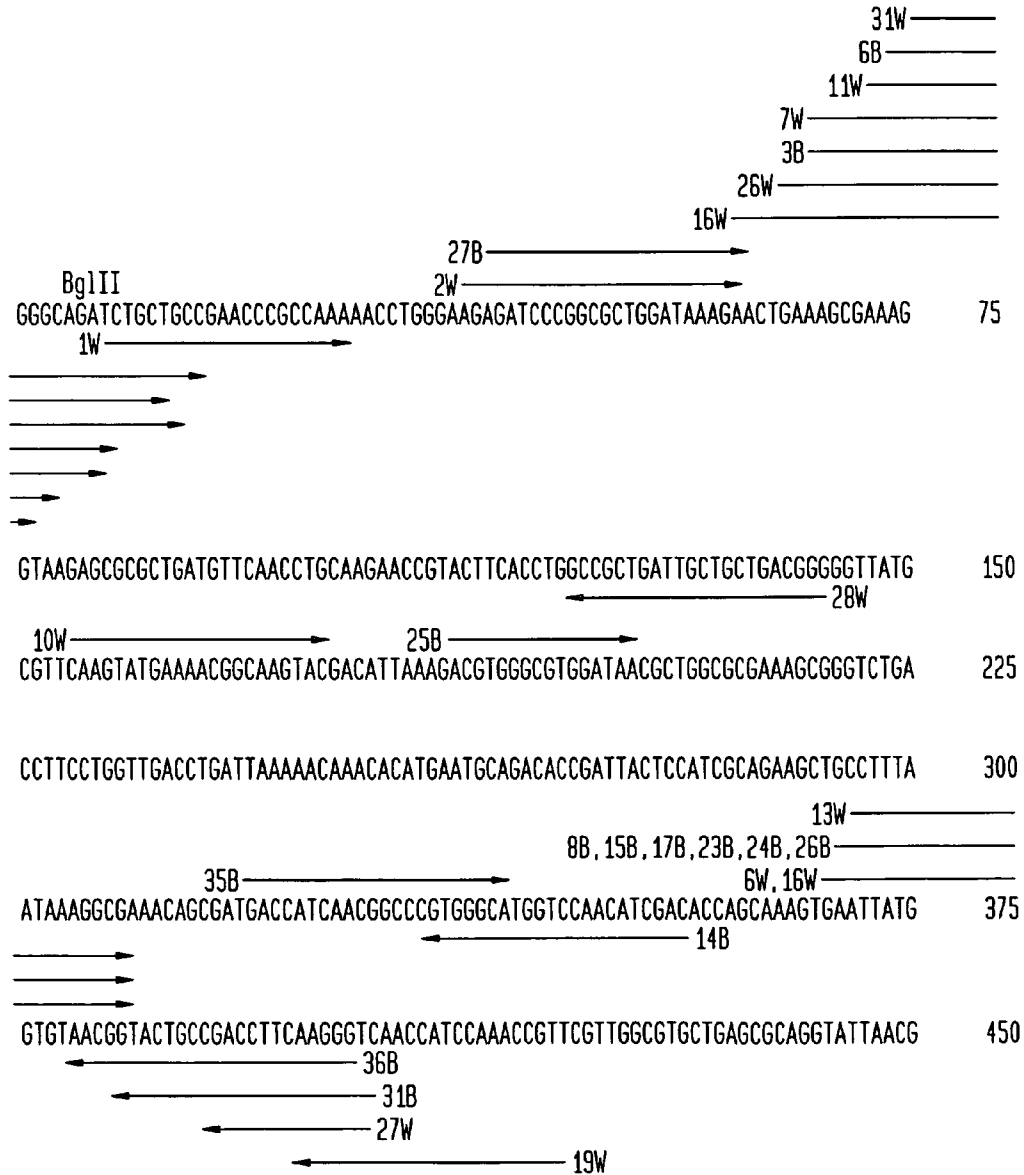 31W
6B
11W
7W
3B
26W
16W
27B
BglII
2W
GGGCAGATCTGCTGCCGAACCCGCCAAAAACCTGGGAAGAGATCCCGGCGCTGGATAAAGAACTGAAAGCGAAAG 75
1W
GTAAGAGCGCGCTGATGTTCAACCTGCAAGAACCGTACTTCACCTGGCCGCTGATTGCTGCTGACGGGGGTTATG 150
28W
10W 25B
CGTTCAAGTATGAAAACGGCAAGTACGACATTAAAGACGTGGGCGTGGATAACGCTGGCGCGAAAGCGGGTCTGA 225
CCTTCCTGGTTGACCTGATTAAAAACAAACACATGAATGCAGACACCGATTACTCCATCGCAGAAGCTGCCTTTA 300
13W
8B,15B,17B,23B,24B,26B
35B 6W,16W
ATAAAGGCGAAACAGCGATGACCATCAACGGCCCGTGGGCATGGTCCAACATCGACACCAGCAAAGTGAATTATG 375
14B
GTGTAACGGTACTGCCGACCTTCAAGGGTCAACCATCCAAACCGTTCGTTGGCGTGCTGAGCGCAGGTATTAACG 450
36B
31B
27W
19W